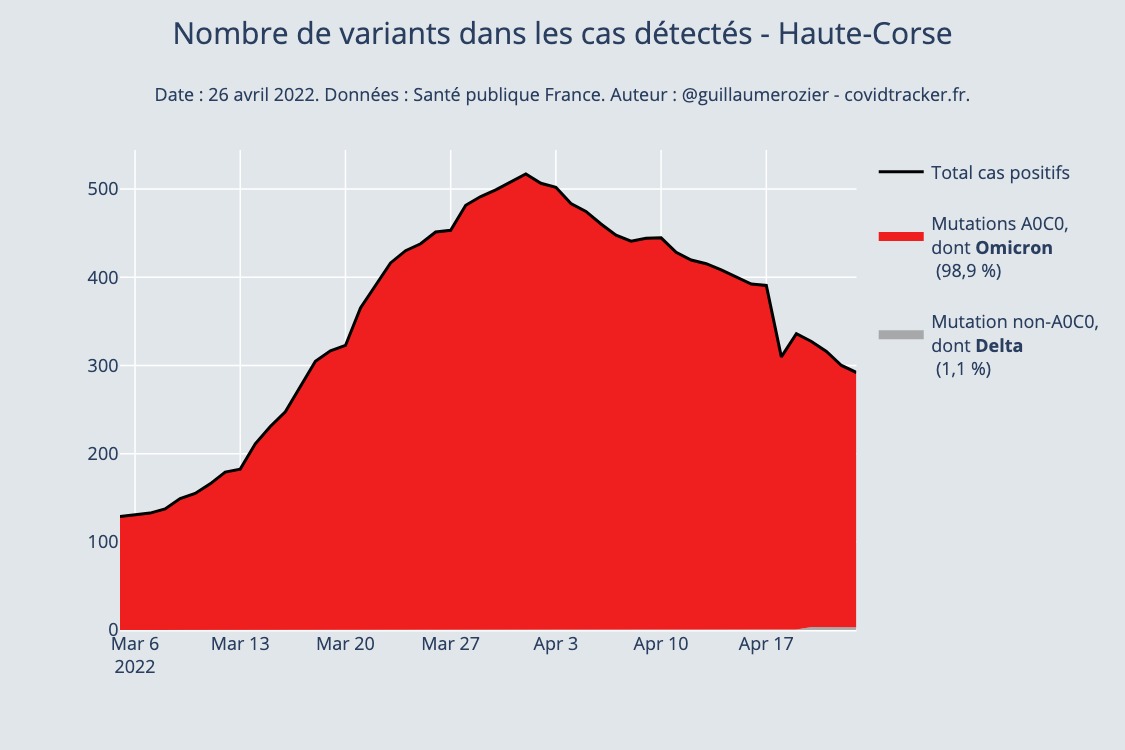 Nombre de variants dans les cas détectés - Haute-Corse
Date : 26 avril 2022. Données : Santé publique France. Auteur : @guillaumerozier - covidtracker.fr.
Total cas positifs
Mutations A0C0,
dont Omicron
(98,9 %)
Mutation non-A0C0,
dont Delta
(1,1 %)
500
400
300
200
100
0
Mar 6
2022
Mar 13
Mar 20
Mar 27
Apr 3
Apr 10
Apr 17